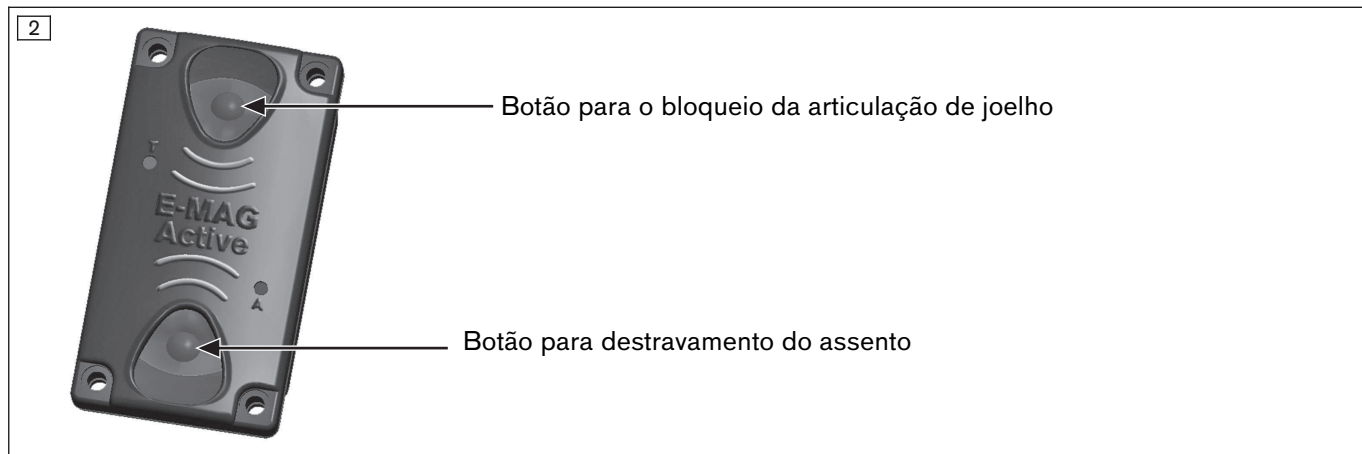 2
Botão para o bloqueio da articulação de joelho
T
E-MAG
Active
A
Botão para destravamento do assento